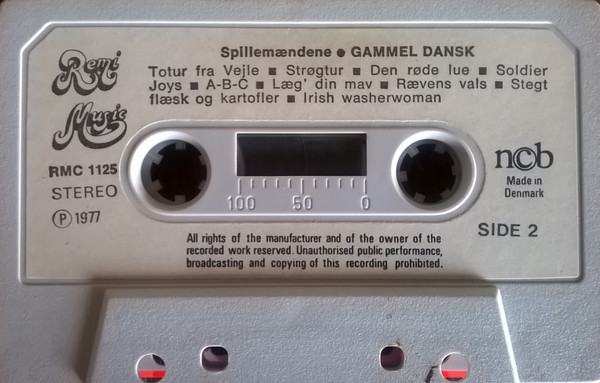 Remi
Music
Spillemændene ● GAMMEL DANSK
Totur fra Vejle ■ Strøgtur ■ Den røde lue ■ Soldier
Joys ■ A-B-C ■ Læg' din mav ■ Rævens vals ■ Stegt
flæsk og kartofler ■ Irish washerwoman
RMC 1125
STEREO
Ⓟ 1977
100 50 0
ncb
Made in
Denmark
SIDE 2
All rights of the manufacturer and of the owner of the
recorded work reserved. Unauthorised public performance,
broadcasting and copying of this recording prohibited.